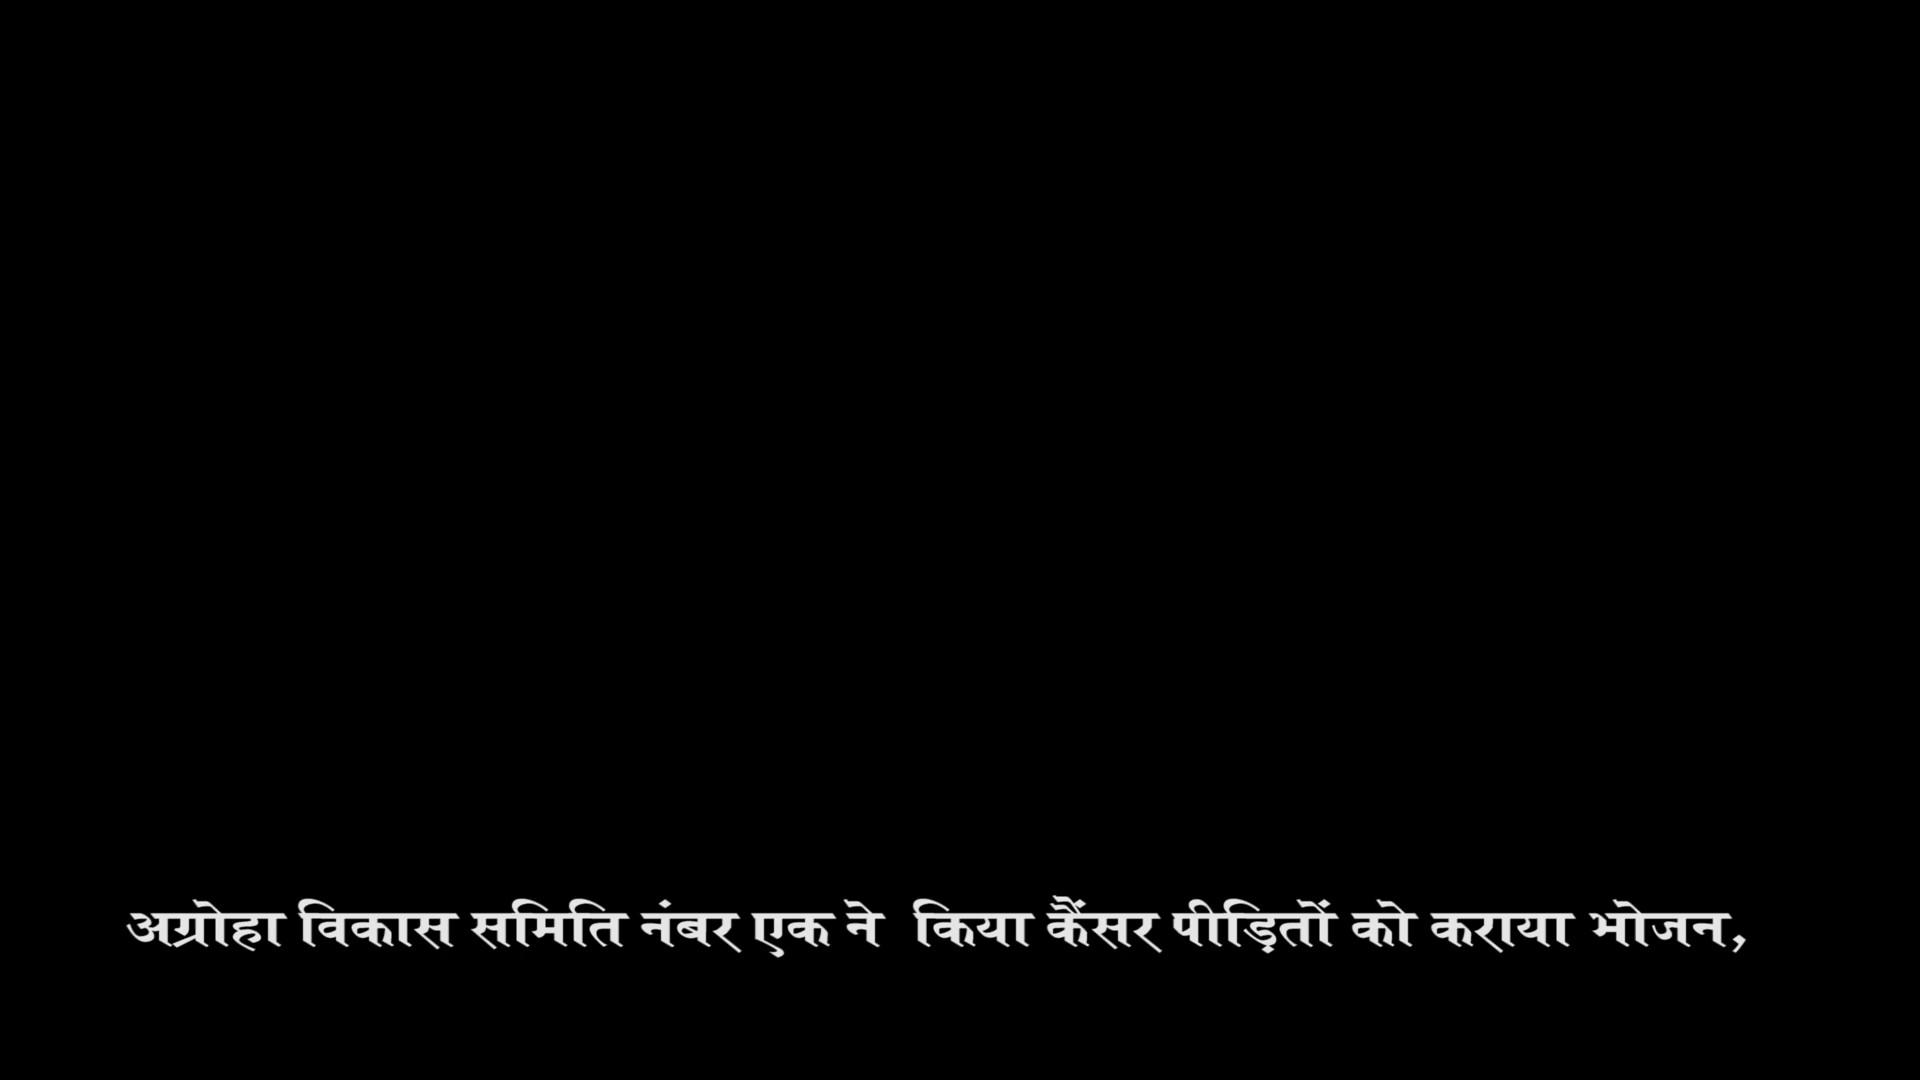 अग्रोहा विकास समिति नंबर एक ने  किया कैंसर पीड़ितों को कराया भोजन,